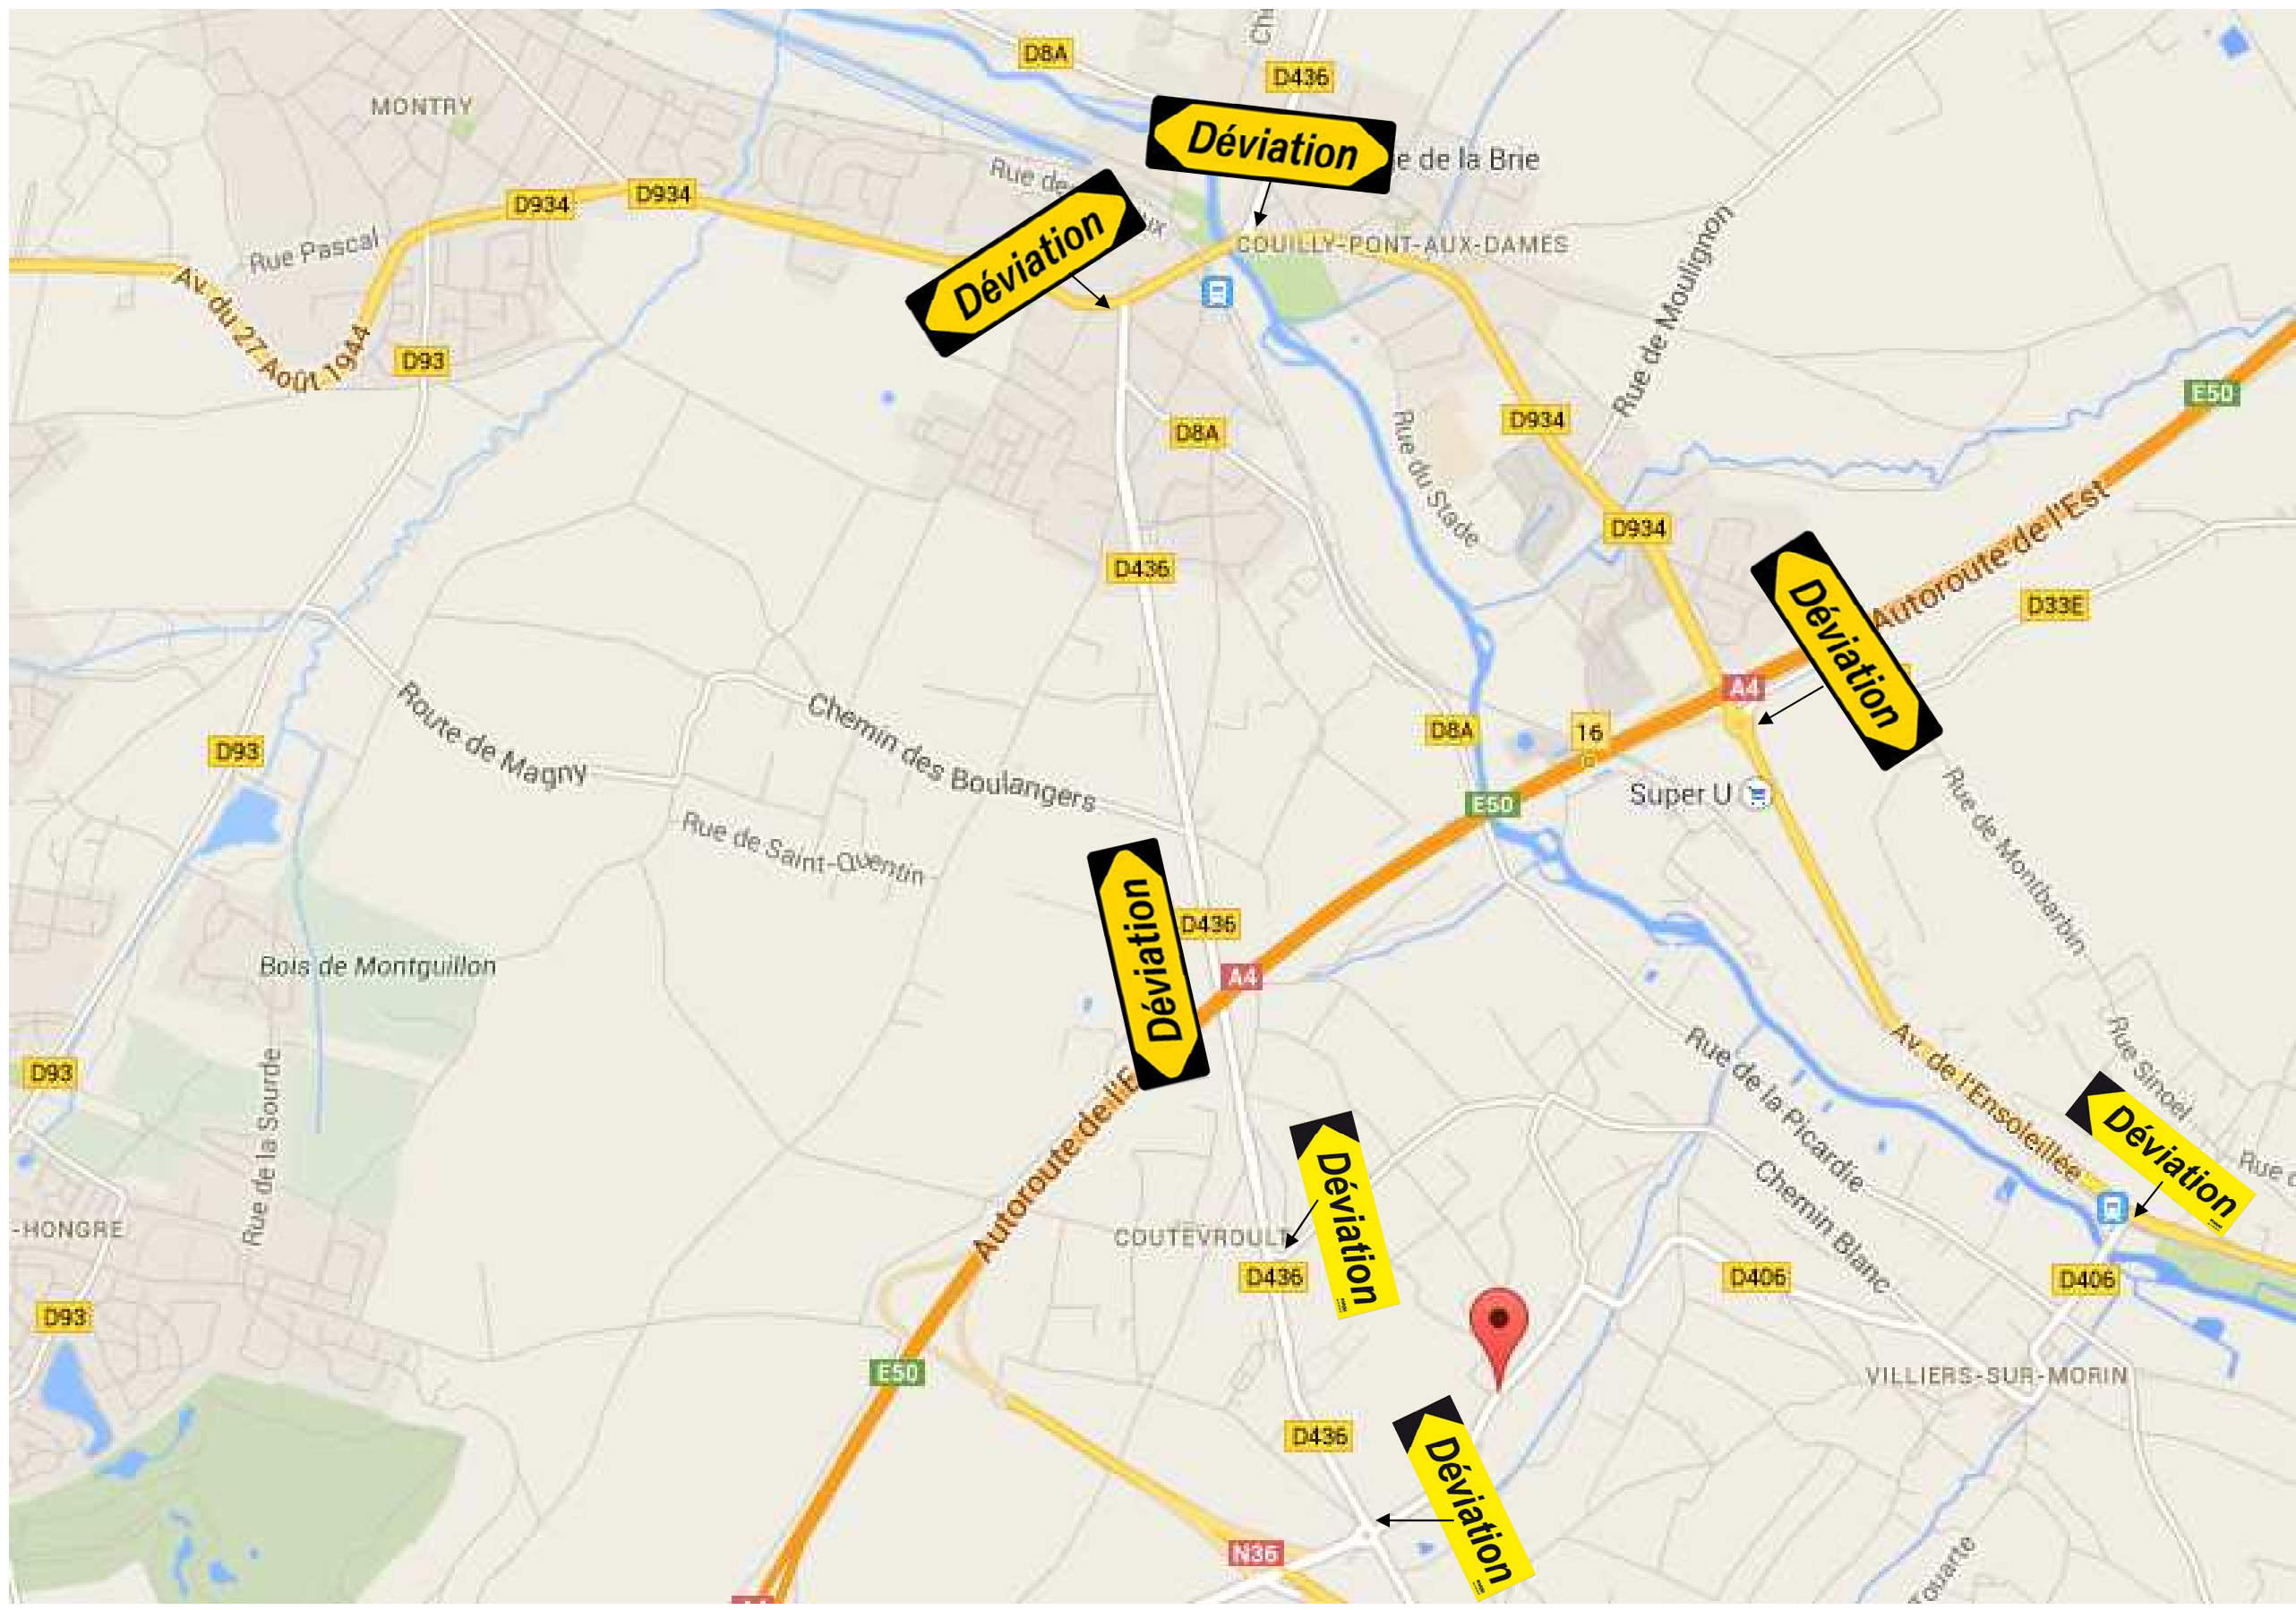 Ch
D8A
D436
MONTRY
Déviation
e de la Brie
Rue de
ux
D934
D934
Rue Pascal
Déviation
COUILLY-PONT-AUX-DAMES
Rue de Moulignon
Av. du 27 Août 1944
D93
E50
D934
D8A
Rue du Stade
D934
Autoroute de l'Est
D436
Déviation
D33E
A4
Route de Magny
Chemin des Boulangers
D8A
16
D93
Super U
E50
Rue de Montbarbin
Rue de Saint-Quentin
Déviation
D436
Bois de Montguillon
A4
Av. de l'Ensoleillée
Rue de la Picardie
Rue Sinoel
D93
Rue de la Sourde
Autoroute de l'E
Déviation
Déviation
Rue d
Chemin Blanc
-HONGRE
COUTEVROULT
D436
D406
D406
D93
E50
VILLIERS-SUR-MORIN
D436
Déviation
N36
ouarte